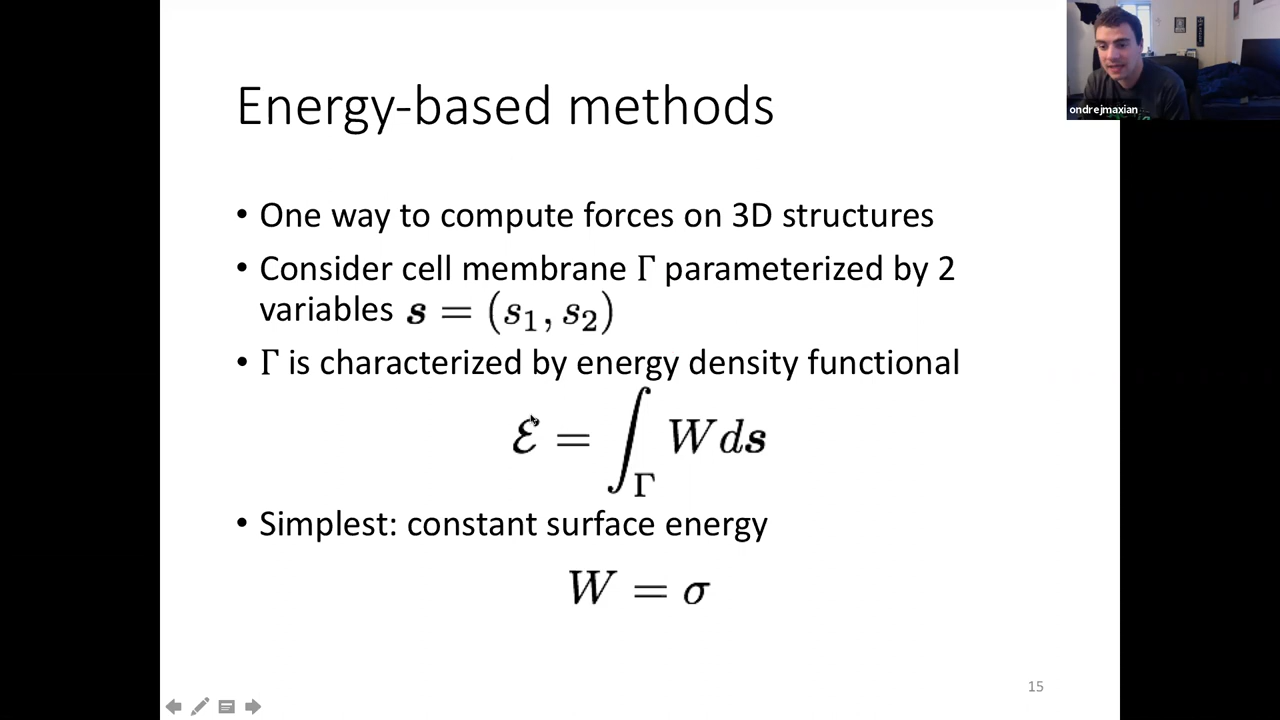 Energy-based methods
• One way to compute forces on 3D structures
• Consider cell membrane Γ parameterized by 2
variables s = (s₁, s₂)
• Γ is characterized by energy density functional
ℰ = ∫_Γ W ds
• Simplest: constant surface energy
W = σ
15
ondrejmaxian